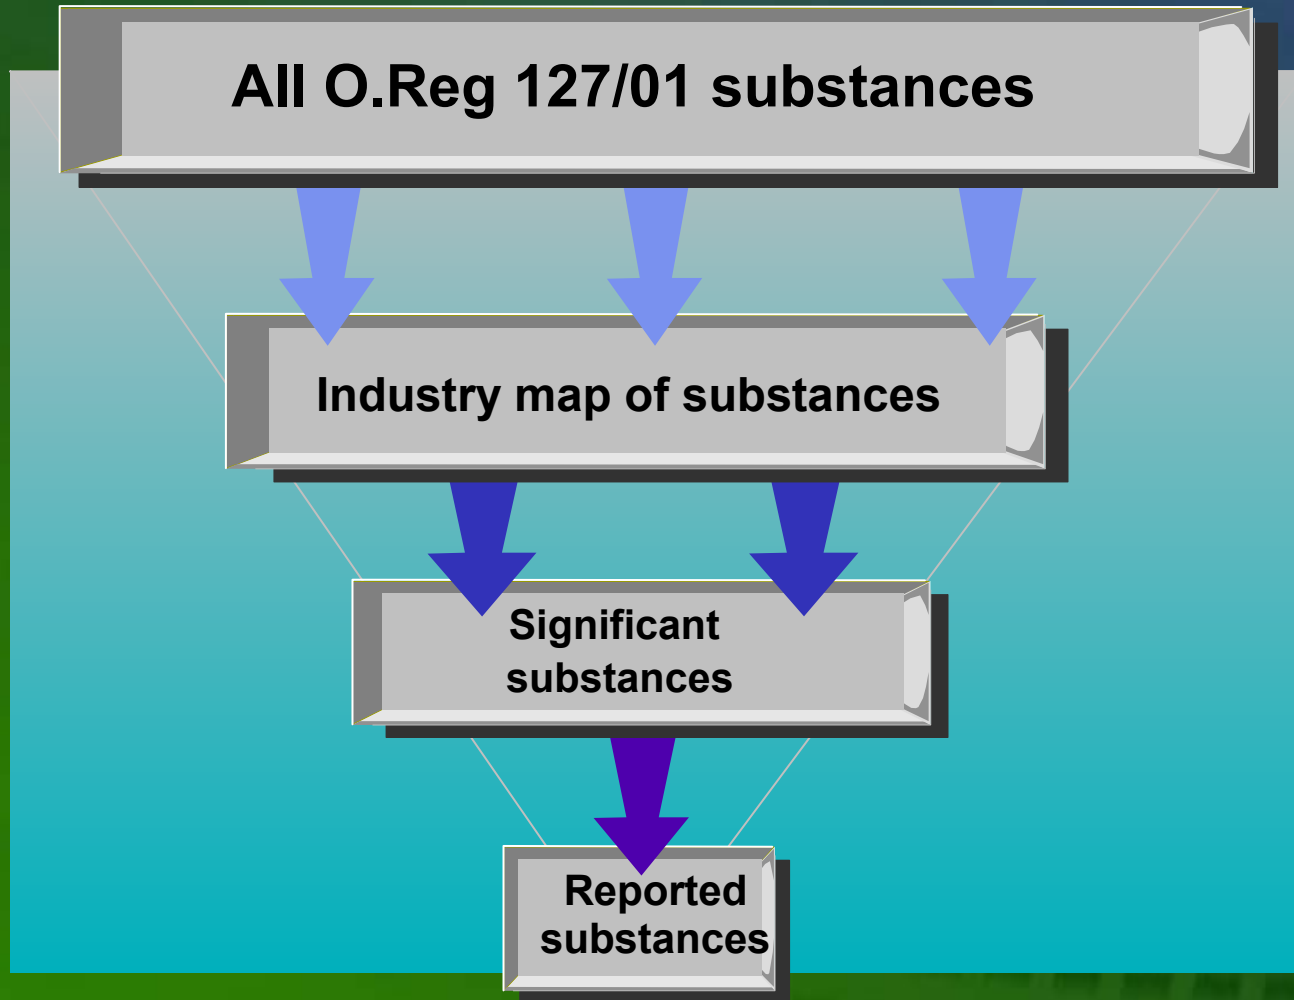 All O.Reg 127/01 substances
Industry map of substances
Significant
substances
Reported
substances